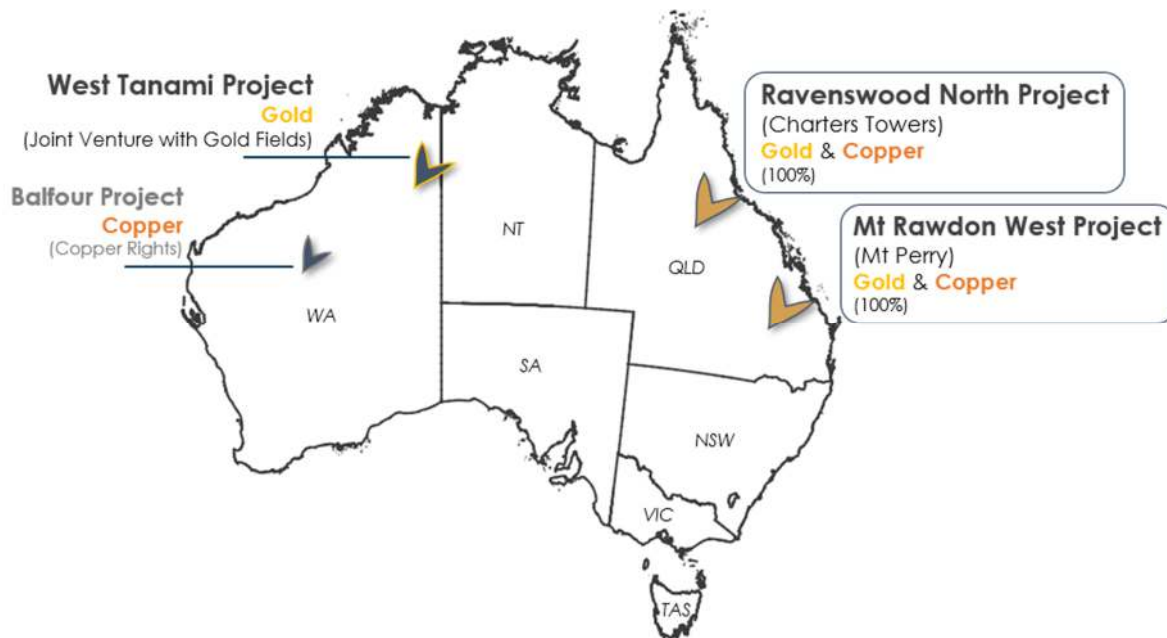 West Tanami Project
Gold
(Joint Venture with Gold Fields)
Balfour Project
Copper
(Copper Rights)
Ravenswood North Project
(Charters Towers)
Gold & Copper
(100%)
Mt Rawdon West Project
(Mt Perry)
Gold & Copper
(100%)
NT
QLD
WA
SA
NSW
VIC
TAS